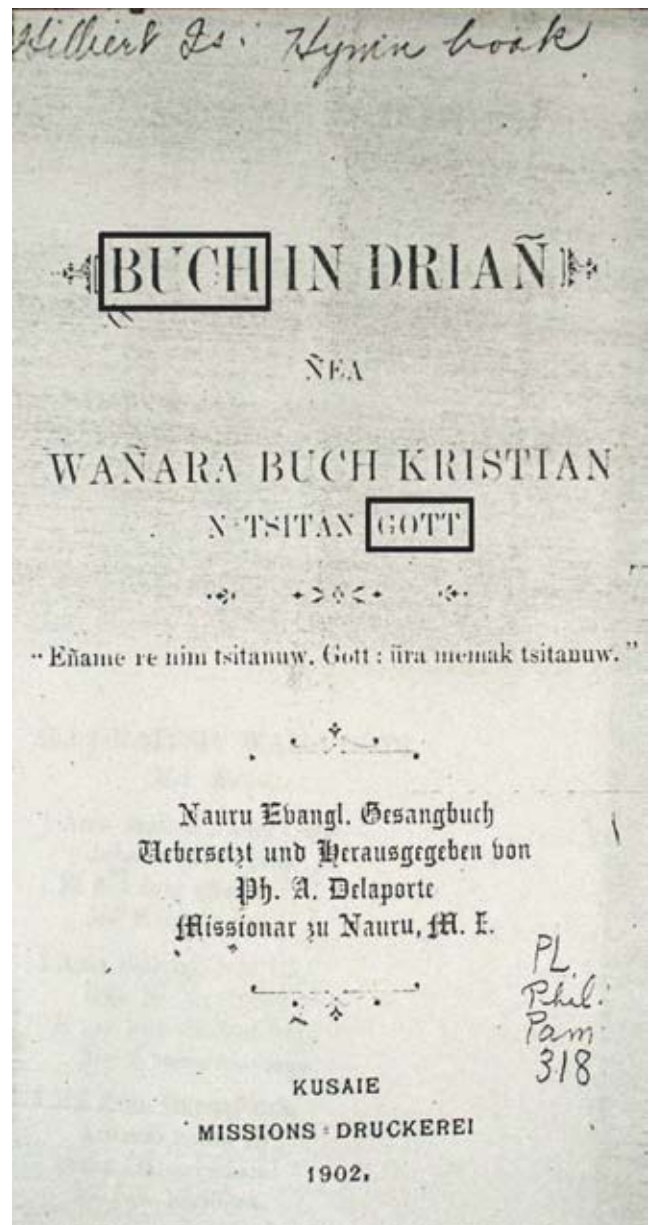 Gilbert Is: Hymn book
BUCH IN DRIAÑ
ÑEA
WAÑARA BUCH KRISTIAN
N TSITAN GOTT
"Eñame re nim tsitanuw. Gott: üra memak tsitanuw."
Nauru Evangl. Gesangbuch
Uebersetzt und Herausgegeben von
Ph. A. Delaporte
Missionar zu Nauru, M. I.
PL
Phil.
Pam
318
KUSAIE
MISSIONS = DRUCKEREI
1902.